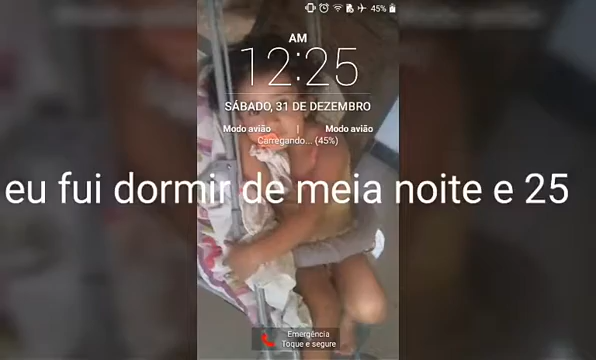 45%
AM
12:25
SÁBADO, 31 DE DEZEMBRO
Modo avião | Modo avião
Carregando... (45%)
eu fui dormir de meia noite e 25
Emergência
Toque e segure